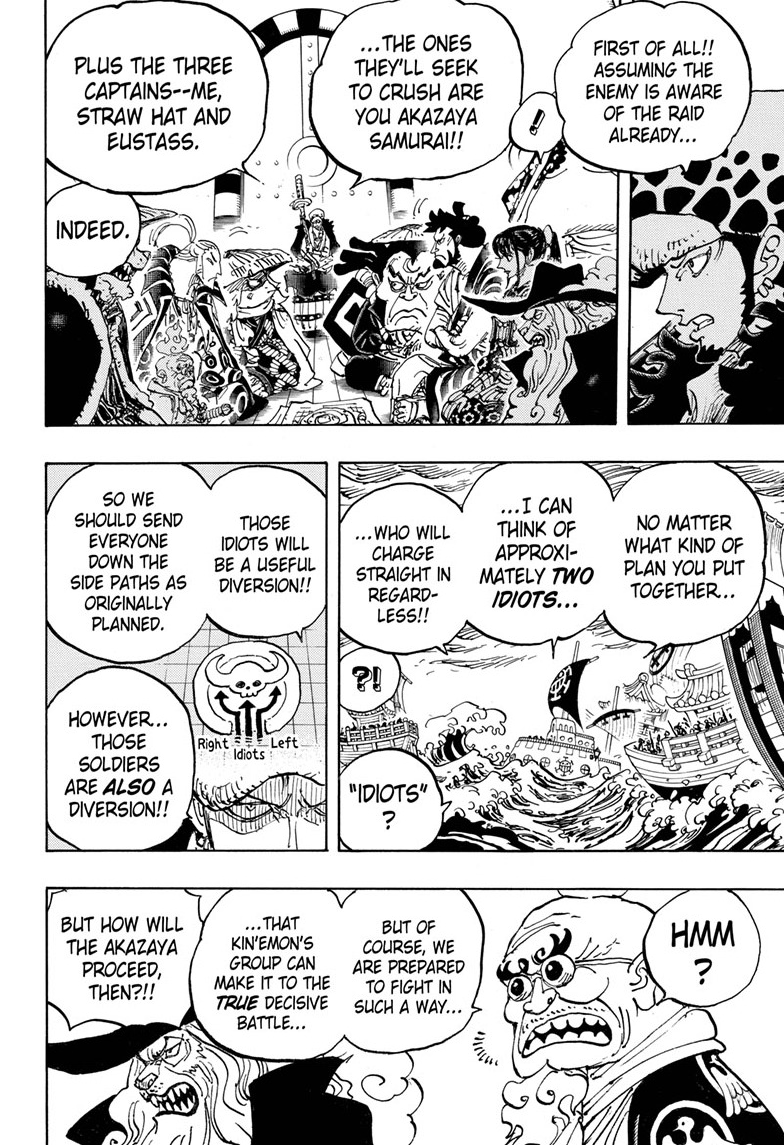 FIRST OF ALL!!
ASSUMING THE
ENEMY IS AWARE
OF THE RAID
ALREADY...
!
...THE ONES
THEY'LL SEEK
TO CRUSH ARE
YOU AKAZAYA
SAMURAI!!
PLUS THE THREE
CAPTAINS--ME,
STRAW HAT AND
EUSTASS.
INDEED.
NO MATTER
WHAT KIND OF
PLAN YOU PUT
TOGETHER...
...I CAN
THINK OF
APPROXI-
MATELY TWO
IDIOTS...
...WHO WILL
CHARGE
STRAIGHT IN
REGARD-
LESS!!
?!
"IDIOTS"
?
THOSE
IDIOTS WILL
BE A USEFUL
DIVERSION!!
SO WE
SHOULD SEND
EVERYONE
DOWN THE
SIDE PATHS AS
ORIGINALLY
PLANNED.
Right Left
Idiots
HOWEVER...
THOSE
SOLDIERS
ARE ALSO A
DIVERSION!!
HMM
?
BUT OF
COURSE, WE
ARE PREPARED
TO FIGHT IN
SUCH A WAY...
...THAT
KIN'EMON'S
GROUP CAN
MAKE IT TO THE
TRUE DECISIVE
BATTLE...
BUT HOW WILL
THE AKAZAYA
PROCEED,
THEN?!!